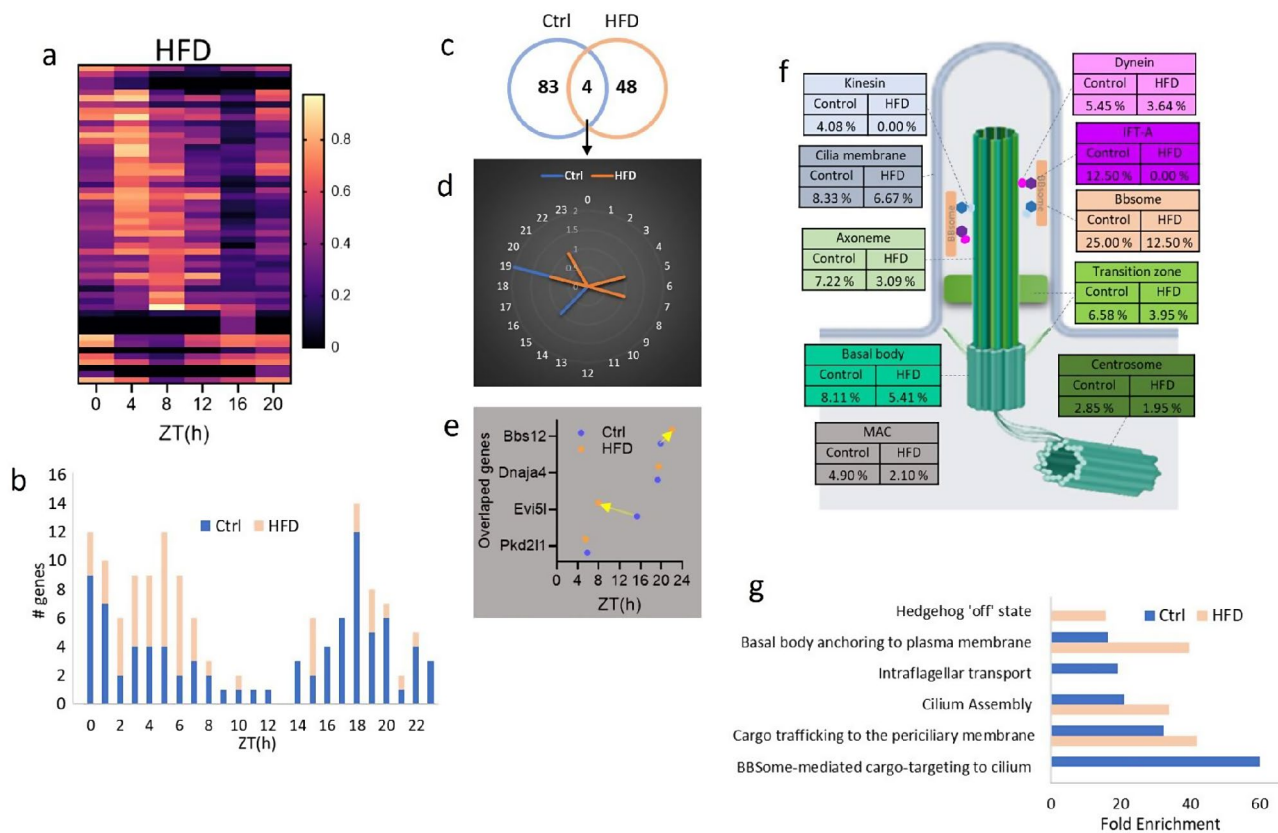 a
HFD
0.8
0.6
0.4
0.2
0
0 4 8 12 16 20
ZT(h)
b
16
14
12
10
8
6
4
2
0
# genes
Ctrl HFD
0 2 4 6 8 10 12 14 16 18 20 22
ZT(h)
c
Ctrl HFD
83 4 48
d
Ctrl HFD
0
1
2
3
4
5
6
7
8
9
10
11
12
13
14
15
16
17
18
19
20
21
22
23
2
1.5
1
0.5
0
e
Overlaped genes
Bbs12
Dnaja4
Evi5l
Pkd2l1
Ctrl
HFD
0 4 8 12 16 20 24
ZT(h)
f
Kinesin
Control HFD
4.08 % 0.00 %
Cilia membrane
Control HFD
8.33 % 6.67 %
Axoneme
Control HFD
7.22 % 3.09 %
Basal body
Control HFD
8.11 % 5.41 %
MAC
Control HFD
4.90 % 2.10 %
BBsome
BBsome
Dynein
Control HFD
5.45 % 3.64 %
IFT-A
Control HFD
12.50 % 0.00 %
Bbsome
Control HFD
25.00 % 12.50 %
Transition zone
Control HFD
6.58 % 3.95 %
Centrosome
Control HFD
2.85 % 1.95 %
g
Ctrl HFD
Hedgehog 'off' state
Basal body anchoring to plasma membrane
Intraflagellar transport
Cilium Assembly
Cargo trafficking to the periciliary membrane
BBSome-mediated cargo-targeting to cilium
0 20 40 60
Fold Enrichment